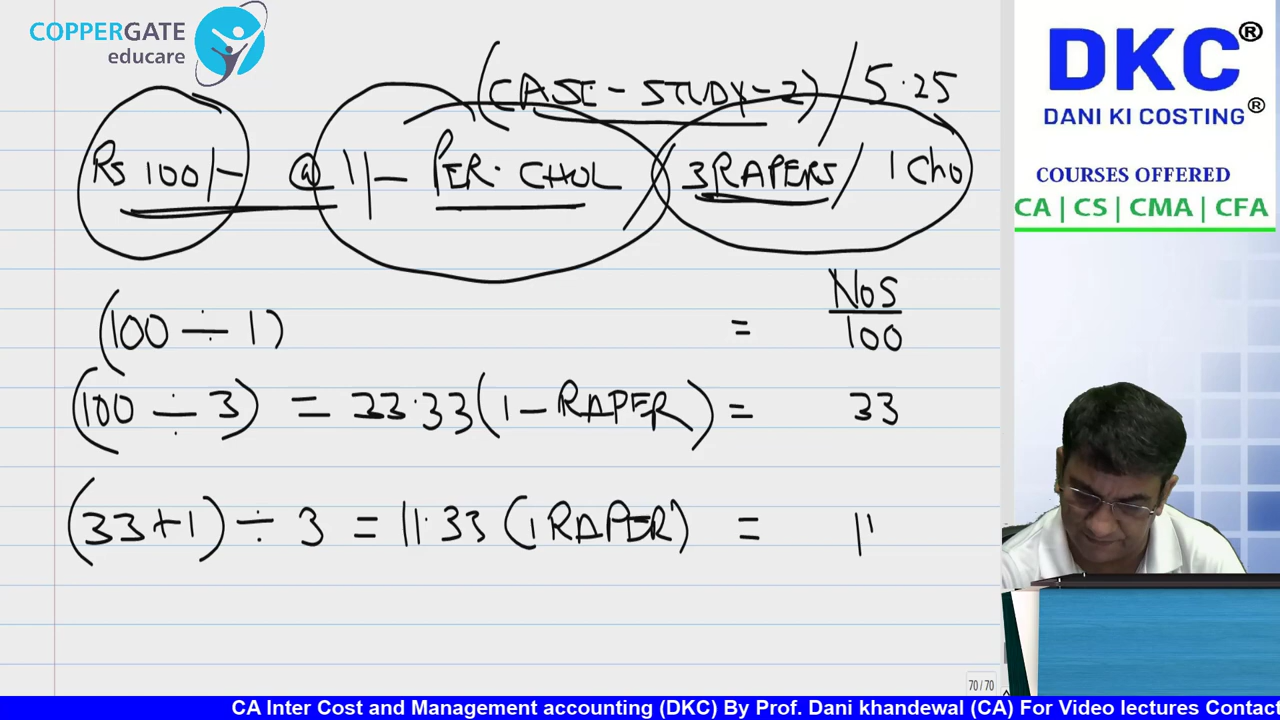 COPPERGATE
educare
(CASE - STUDY - 2) / 5.25
Rs 100/- @ 1/- PER. CHOL / 3 RAPERS / 1 Cho
NoS
(100 ÷ 1) = 100
(100 ÷ 3) = 33.33 (1 - RAPER) = 33
(33+1) ÷ 3 = 11.33 (1 RAPER) = 11
70/70
DKC®
DANI KI COSTING®
COURSES OFFERED
CA | CS | CMA | CFA
CA Inter Cost and Management accounting (DKC) By Prof. Dani khandewal (CA) For Video lectures Contact